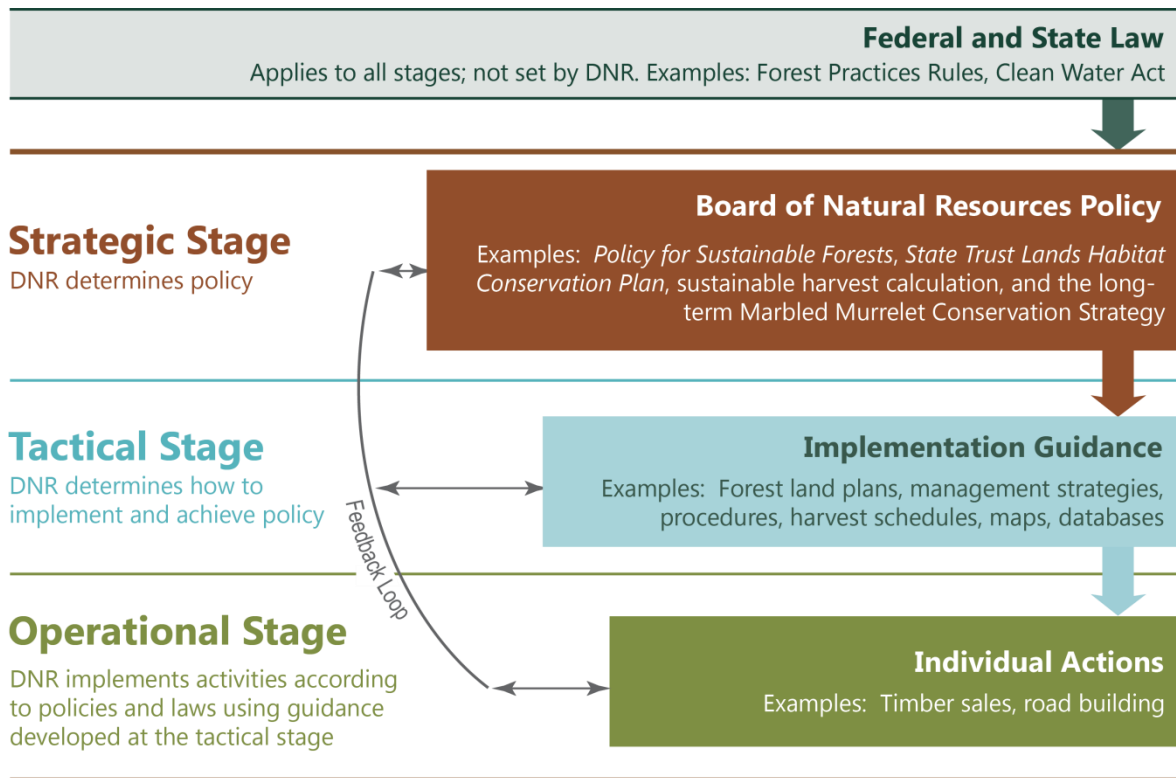 Federal and State Law
Applies to all stages; not set by DNR. Examples: Forest Practices Rules, Clean Water Act
Strategic Stage
DNR determines policy
Board of Natural Resources Policy
Examples: Policy for Sustainable Forests, State Trust Lands Habitat
Conservation Plan, sustainable harvest calculation, and the long-
term Marbled Murrelet Conservation Strategy
Tactical Stage
DNR determines how to
implement and achieve policy
Implementation Guidance
Examples: Forest land plans, management strategies,
procedures, harvest schedules, maps, databases
Feedback Loop
Operational Stage
DNR implements activities according
to policies and laws using guidance
developed at the tactical stage
Individual Actions
Examples: Timber sales, road building